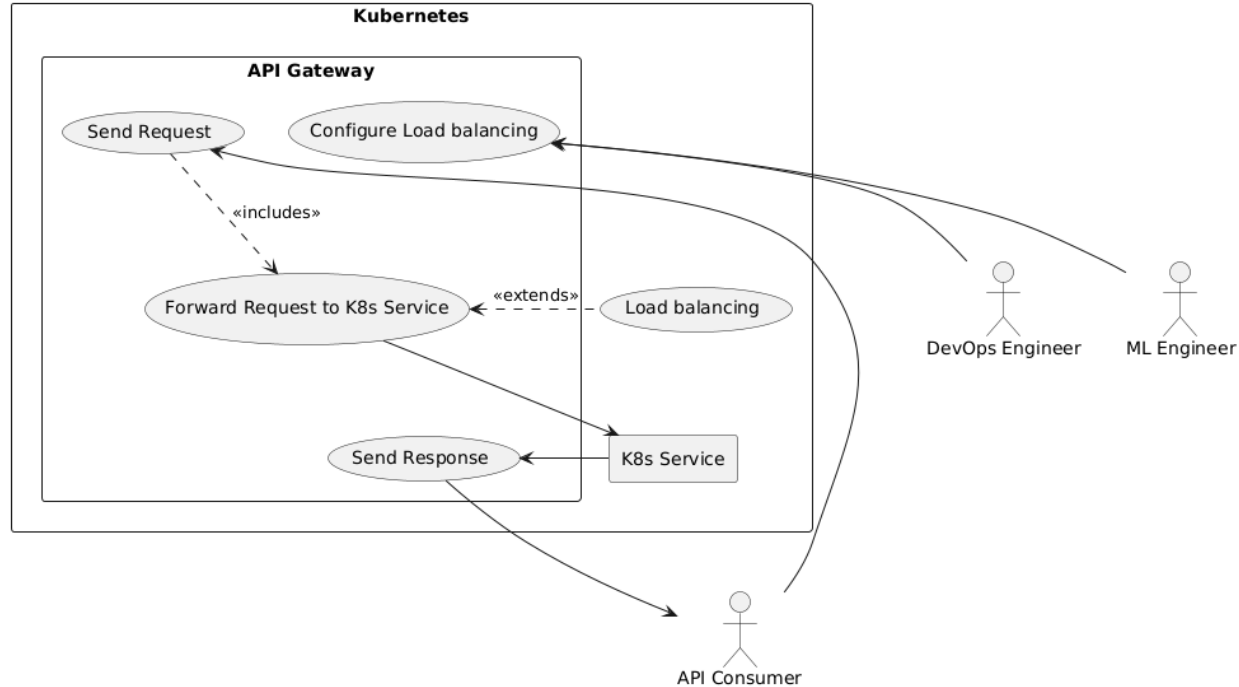 Kubernetes
API Gateway
Send Request
Configure Load balancing
«includes»
Forward Request to K8s Service
«extends»
Load balancing
DevOps Engineer
ML Engineer
Send Response
K8s Service
API Consumer